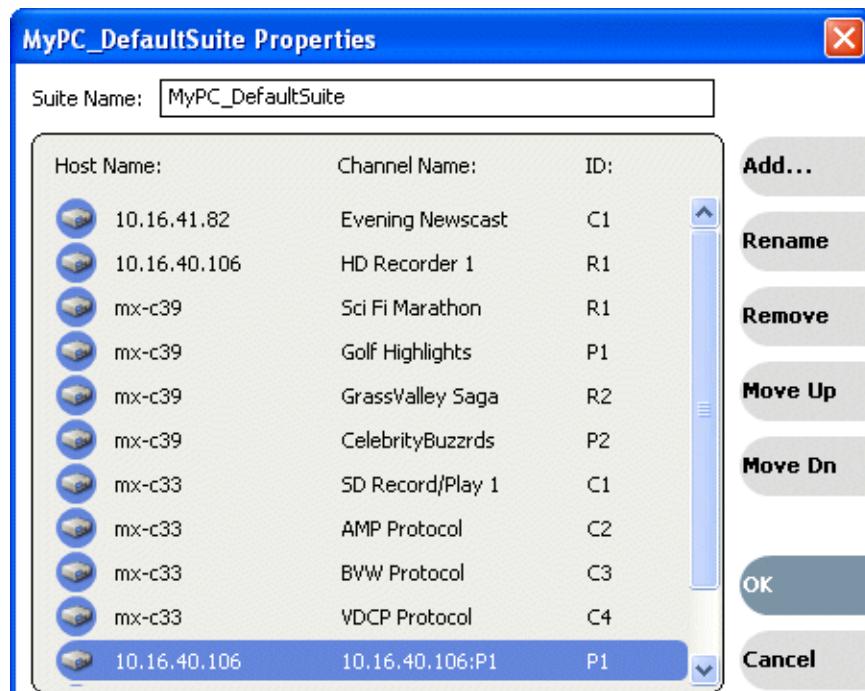 MyPC_DefaultSuite Properties
Suite Name: MyPC_DefaultSuite
Host Name: Channel Name: ID:
10.16.41.82 Evening Newscast C1
10.16.40.106 HD Recorder 1 R1
mx-c39 Sci Fi Marathon R1
mx-c39 Golf Highlights P1
mx-c39 GrassValley Saga R2
mx-c39 CelebrityBuzzrds P2
mx-c33 SD Record/Play 1 C1
mx-c33 AMP Protocol C2
mx-c33 BVW Protocol C3
mx-c33 VDCP Protocol C4
10.16.40.106 10.16.40.106:P1 P1
Add...
Rename
Remove
Move Up
Move Dn
OK
Cancel